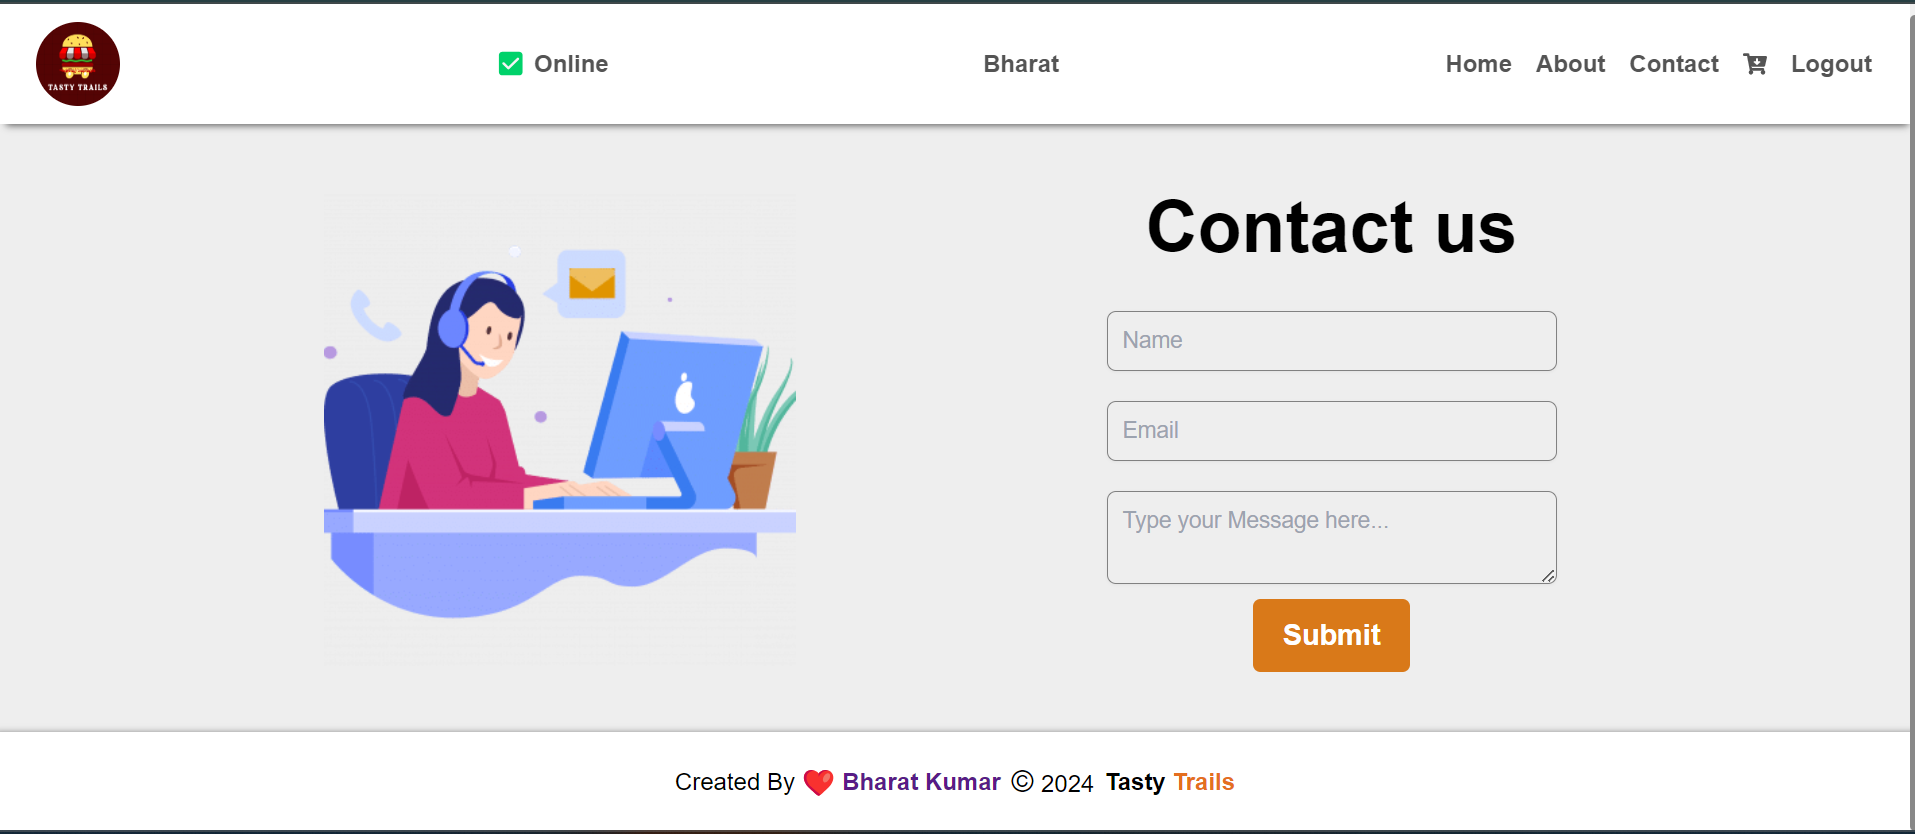 TASTY TRAILS
Online
Bharat
Home About Contact Logout
Contact us
Name
Email
Type your Message here...
Submit
Created By ❤️ Bharat Kumar © 2024 Tasty Trails